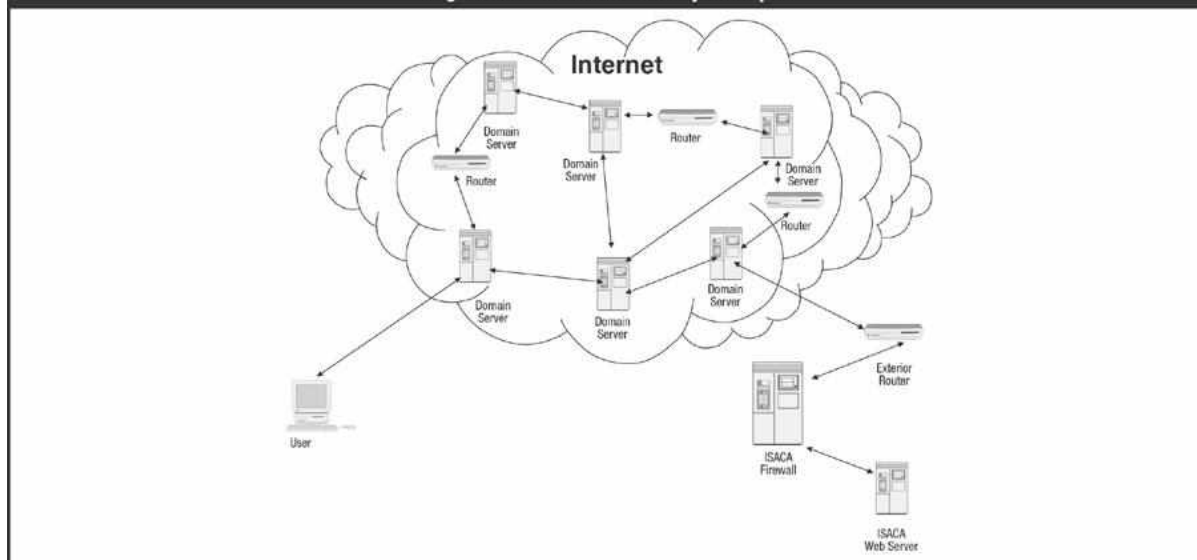 Internet
Domain
Server
Domain
Server
Router
Domain
Server
Router
Router
Domain
Server
Domain
Server
Domain
Server
Exterior
Router
User
ISACA
Firewall
ISACA
Web Server